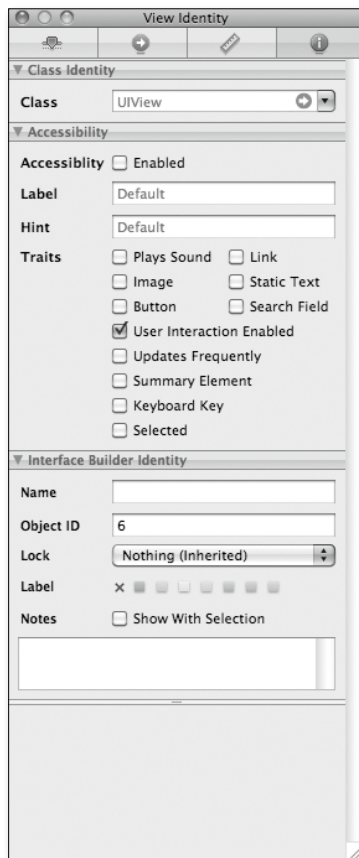 View Identity
Class Identity
Class UIView
Accessibility
Accessiblity Enabled
Label Default
Hint Default
Traits Plays Sound Link
Image Static Text
Button Search Field
User Interaction Enabled
Updates Frequently
Summary Element
Keyboard Key
Selected
Interface Builder Identity
Name
Object ID 6
Lock Nothing (Inherited)
Label
Notes Show With Selection